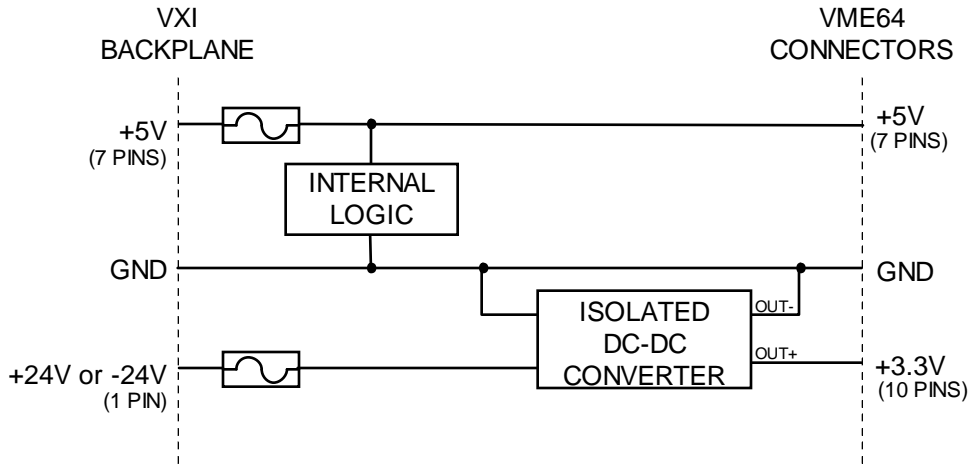 VXI
BACKPLANE
VME64
CONNECTORS
+5V
(7 PINS)
+5V
(7 PINS)
INTERNAL
LOGIC
GND
GND
ISOLATED
DC-DC
CONVERTER
OUT-
OUT+
+24V or -24V
(1 PIN)
+3.3V
(10 PINS)